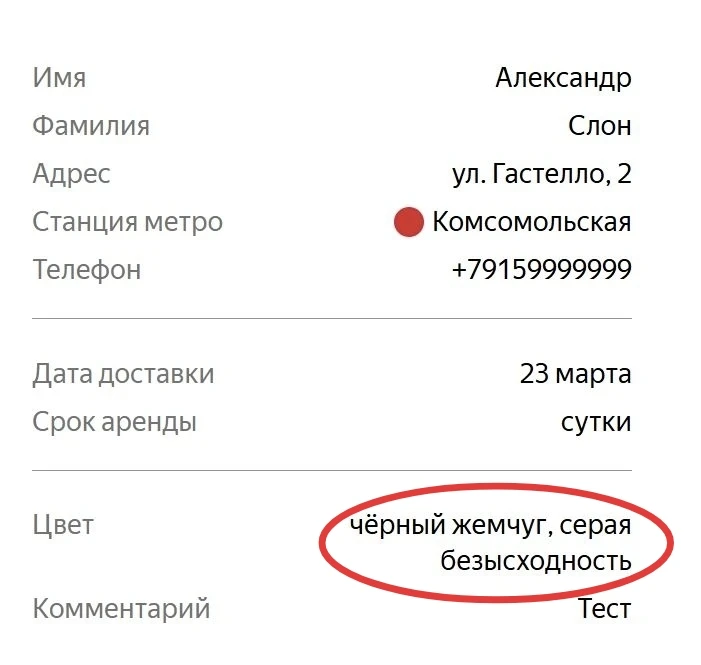 Имя Александр
Фамилия Слон
Адрес ул. Гастелло, 2
Станция метро Комсомольская
Телефон +79159999999
Дата доставки 23 марта
Срок аренды сутки
Цвет чёрный жемчуг, серая
безысходность
Комментарий Тест